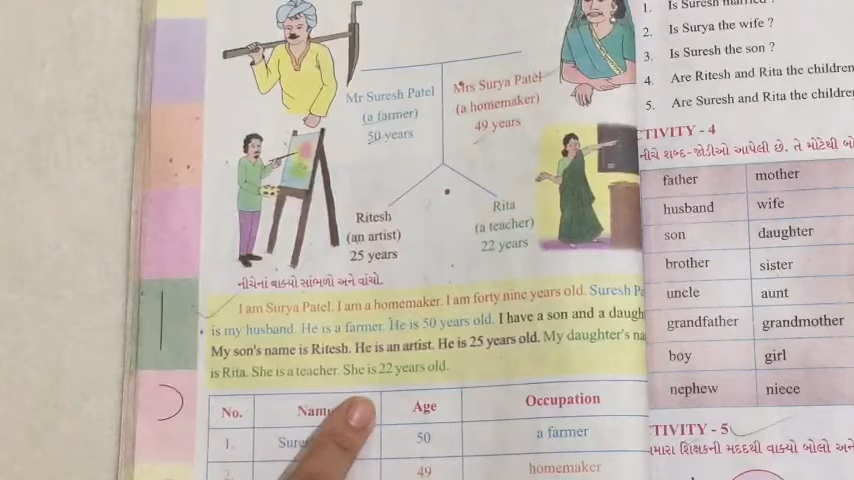 Mr Suresh Patel
(a farmer)
50 years
Mrs Surya Patel
(a homemaker)
49 years
Ritesh
(an artist)
25 years
Rita
(a teacher)
22 years
નીચેનાં વાક્યો સાંભળો અને વાંચો.
I am Surya Patel. I am a homemaker. I am forty nine years old. Suresh
is my husband. He is a farmer. He is 50 years old. I have a son and a
My son's name is Ritesh. He is an artist. He is 25 years old. My daughter's
is Rita. She is a teacher. She is 22 years old.
No. Name Age Occupation
1. 50 a farmer
2. 49 homemaker
1. Is Suresh married ?
2. Is Surya the wife ?
3. Is Suresh the son ?
4. Are Ritesh and Rita the children
5. Are Suresh and Rita the children
- 4
નીચે શબ્દ-જોડીઓ આપેલી છે. તે મોટેથી
father mother
husband wife
son daughter
brother sister
uncle aunt
grandfather grandmother
boy girl
nephew niece
- 5
શિક્ષકની મદદથી વાક્યો બોલો અને